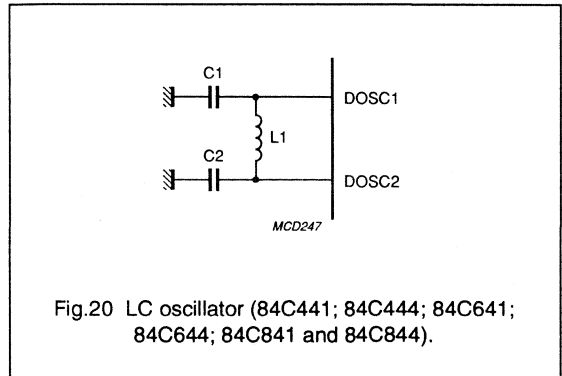 C1
DOSC1
L1
C2
DOSC2
MCD247
Fig.20 LC oscillator (84C441; 84C444; 84C641;
84C644; 84C841 and 84C844).